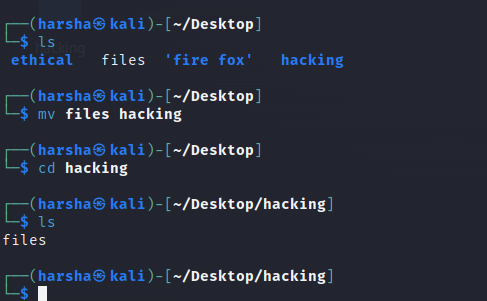 ┌──(harsha㉿kali)-[~/Desktop]
└─$ ls
ethical files 'fire fox' hacking
┌──(harsha㉿kali)-[~/Desktop]
└─$ mv files hacking
┌──(harsha㉿kali)-[~/Desktop]
└─$ cd hacking
┌──(harsha㉿kali)-[~/Desktop/hacking]
└─$ ls
files
┌──(harsha㉿kali)-[~/Desktop/hacking]
└─$